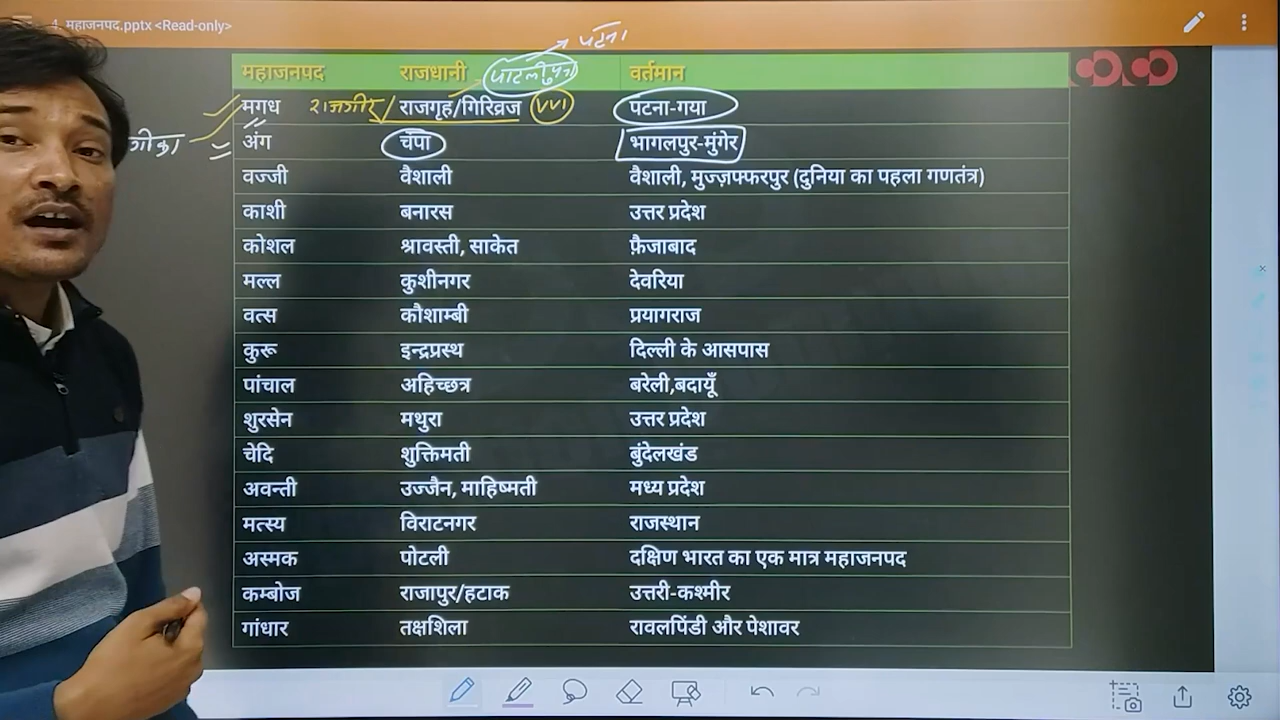 महाजनपद.pptx <Read-only>
पटना
महाजनपद राजधानी पाटलीपुत्र वर्तमान
मगध राजगीर/ राजगृह/गिरिव्रज VVI पटना-गया
अंग चंपा भागलपुर-मुंगेर
वज्जी वैशाली वैशाली, मुज्ज़फ्फरपुर (दुनिया का पहला गणतंत्र)
काशी बनारस उत्तर प्रदेश
कोशल श्रावस्ती, साकेत फ़ैजाबाद
मल्ल कुशीनगर देवरिया
वत्स कौशाम्बी प्रयागराज
कुरू इन्द्रप्रस्थ दिल्ली के आसपास
पांचाल अहिच्छत्र बरेली,बदायूँ
शुरसेन मथुरा उत्तर प्रदेश
चेदि शुक्तिमती बुंदेलखंड
अवन्ती उज्जैन, माहिष्मती मध्य प्रदेश
मत्स्य विराटनगर राजस्थान
अस्मक पोटली दक्षिण भारत का एक मात्र महाजनपद
कम्बोज राजापुर/हटाक उत्तरी-कश्मीर
गांधार तक्षशिला रावलपिंडी और पेशावर